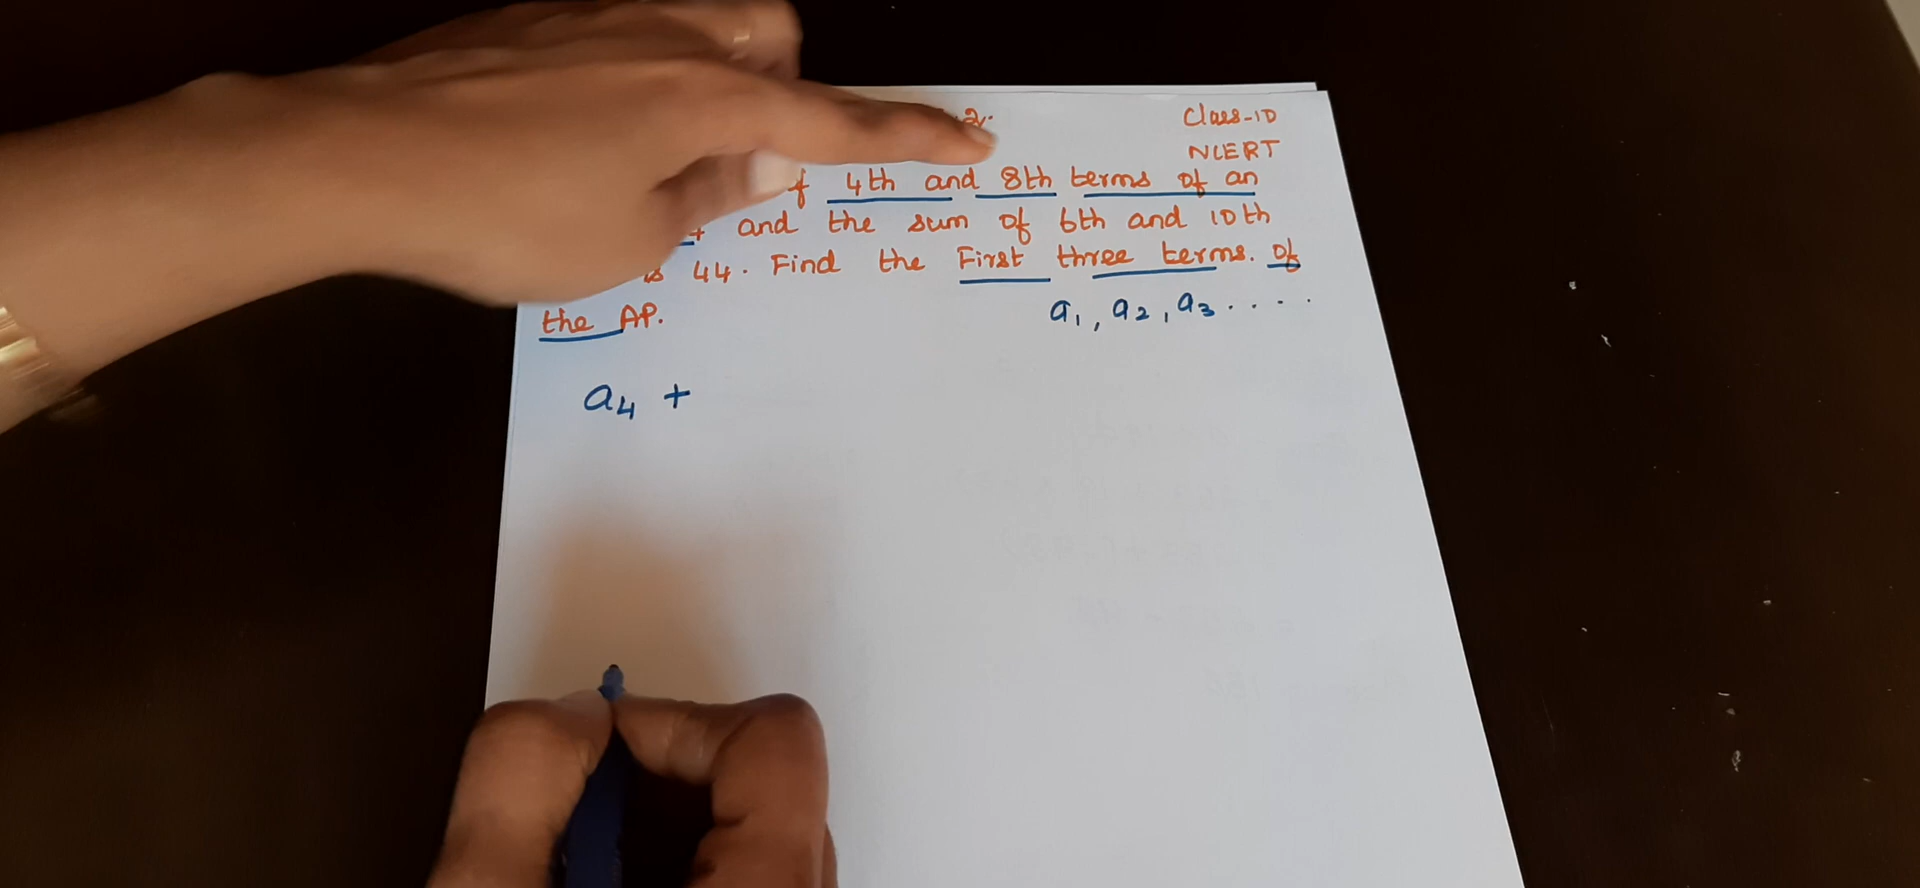 .2.
Class-10
NCERT
4th and 8th terms of an
and the sum of 6th and 10th
44. Find the First three terms. Of
the AP.
a₁, a₂, a₃ . . . .
a₄ +